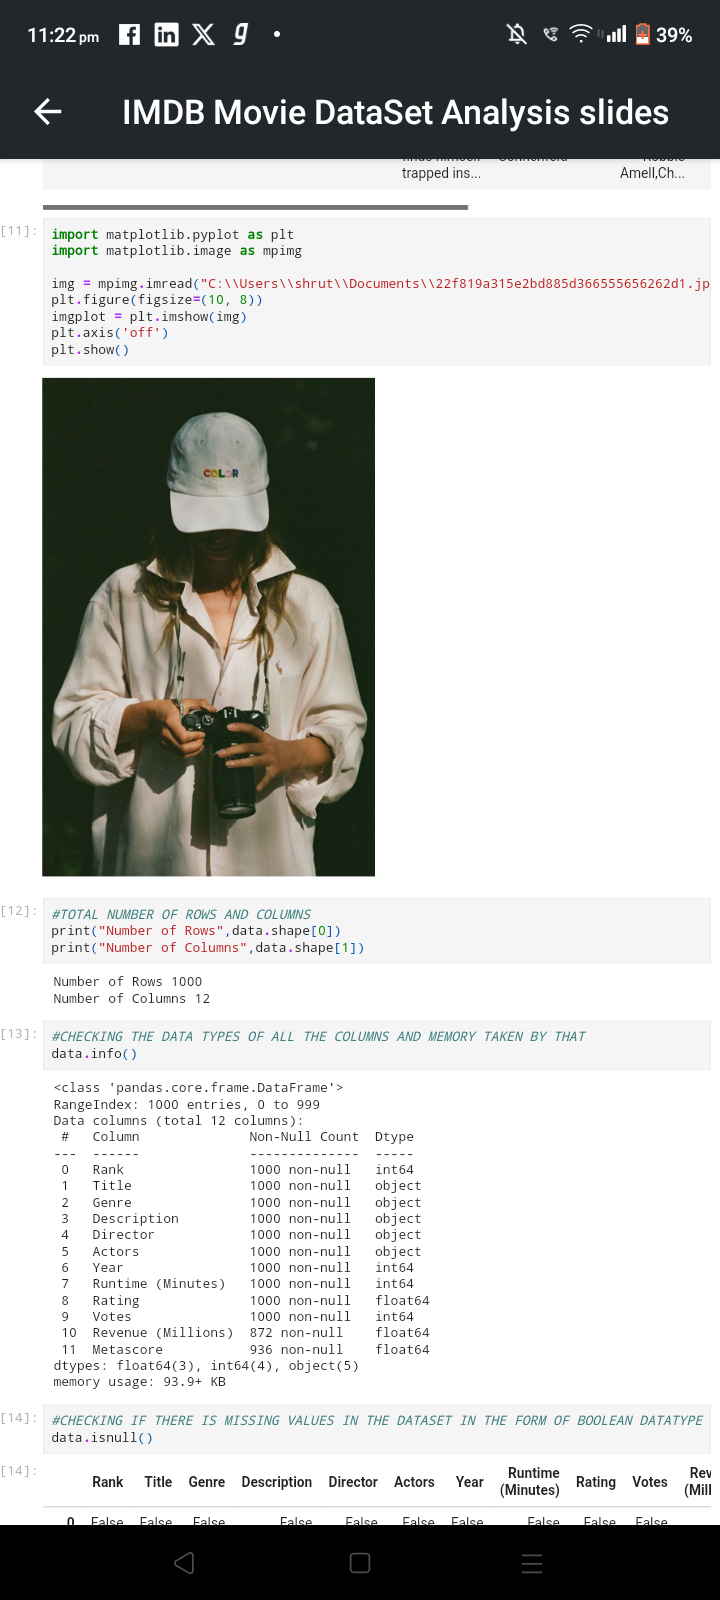 11:22 pm 39%
IMDB Movie DataSet Analysis slides
trapped ins... Amell,Ch...
[11]: import matplotlib.pyplot as plt
import matplotlib.image as mpimg
img = mpimg.imread("C:\\Users\\shrut\\Documents\\22f819a315e2bd885d366555656262d1.jp
plt.figure(figsize=(10, 8))
imgplot = plt.imshow(img)
plt.axis('off')
plt.show()
COLOR
[12]: #TOTAL NUMBER OF ROWS AND COLUMNS
print("Number of Rows",data.shape[0])
print("Number of Columns",data.shape[1])
Number of Rows 1000
Number of Columns 12
[13]: #CHECKING THE DATA TYPES OF ALL THE COLUMNS AND MEMORY TAKEN BY THAT
data.info()
<class 'pandas.core.frame.DataFrame'>
RangeIndex: 1000 entries, 0 to 999
Data columns (total 12 columns):
# Column Non-Null Count Dtype
--- ------ -------------- -----
0 Rank 1000 non-null int64
1 Title 1000 non-null object
2 Genre 1000 non-null object
3 Description 1000 non-null object
4 Director 1000 non-null object
5 Actors 1000 non-null object
6 Year 1000 non-null int64
7 Runtime (Minutes) 1000 non-null int64
8 Rating 1000 non-null float64
9 Votes 1000 non-null int64
10 Revenue (Millions) 872 non-null float64
11 Metascore 936 non-null float64
dtypes: float64(3), int64(4), object(5)
memory usage: 93.9+ KB
[14]: #CHECKING IF THERE IS MISSING VALUES IN THE DATASET IN THE FORM OF BOOLEAN DATATYPE
data.isnull()
[14]: Rank Title Genre Description Director Actors Year Runtime (Minutes) Rating Votes Rev (Mill
0 False False False False False False False False False False